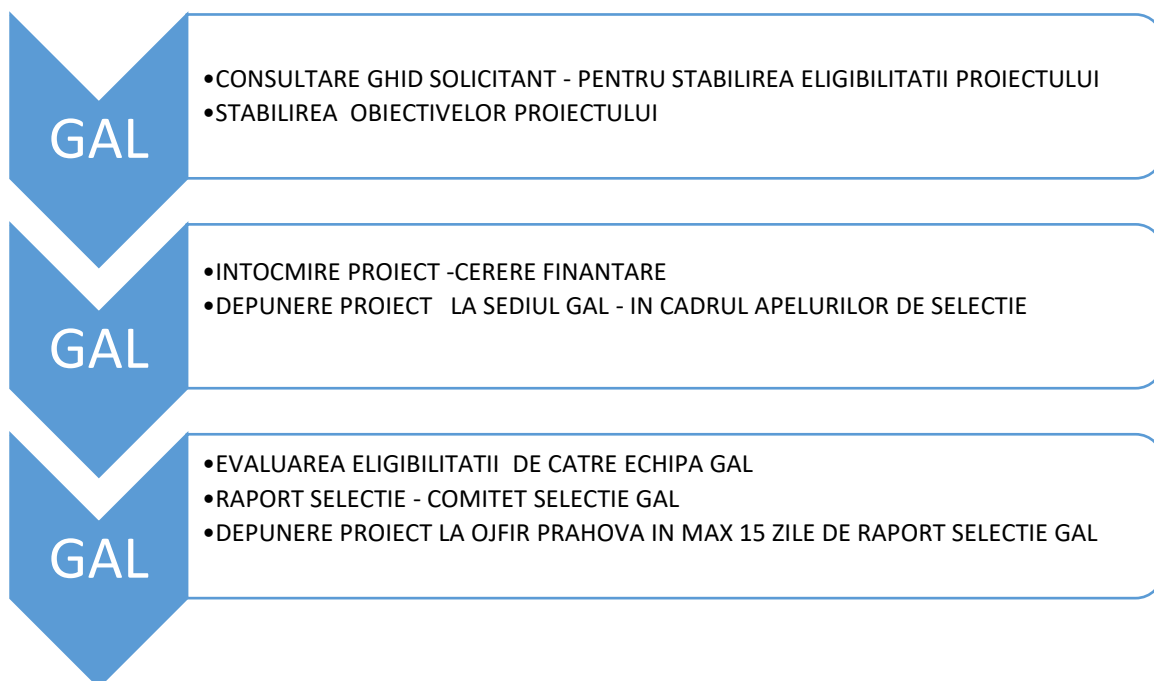 GAL
•CONSULTARE GHID SOLICITANT - PENTRU STABILIREA ELIGIBILITATII PROIECTULUI
•STABILIREA OBIECTIVELOR PROIECTULUI
GAL
•INTOCMIRE PROIECT -CERERE FINANTARE
•DEPUNERE PROIECT LA SEDIUL GAL - IN CADRUL APELURILOR DE SELECTIE
GAL
•EVALUAREA ELIGIBILITATII DE CATRE ECHIPA GAL
•RAPORT SELECTIE - COMITET SELECTIE GAL
•DEPUNERE PROIECT LA OJFIR PRAHOVA IN MAX 15 ZILE DE RAPORT SELECTIE GAL